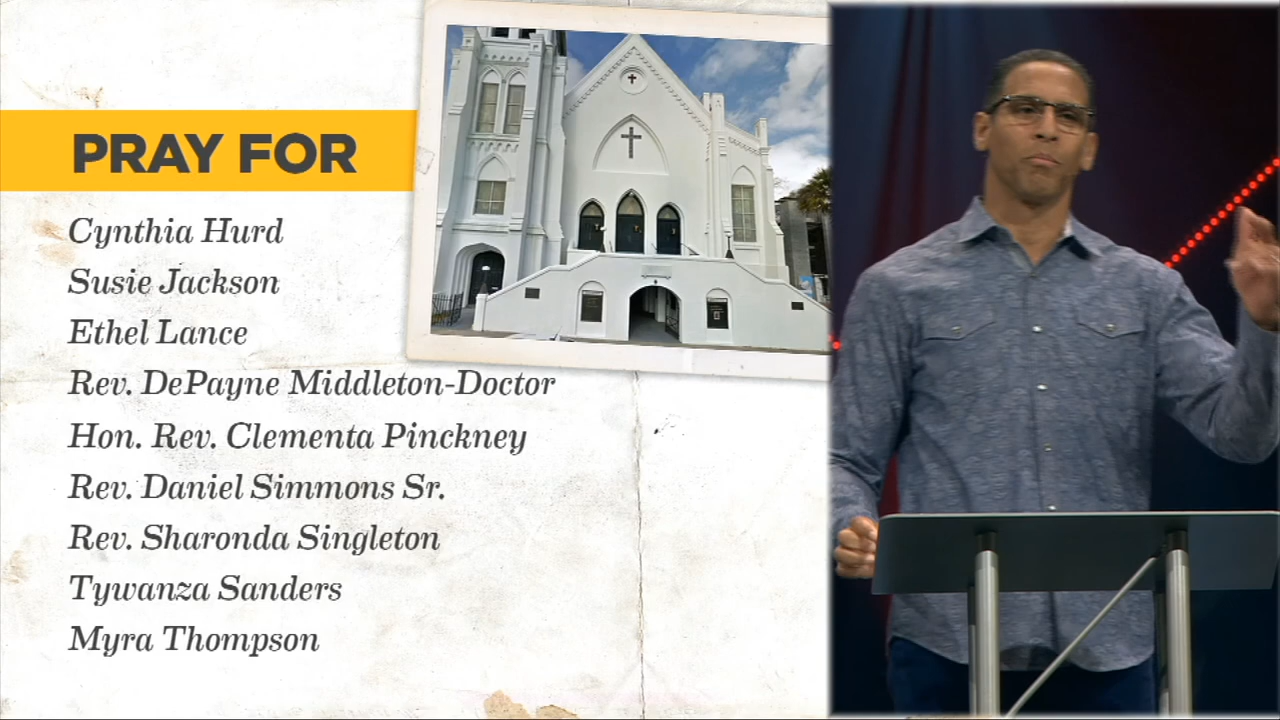 PRAY FOR
Cynthia Hurd
Susie Jackson
Ethel Lance
Rev. DePayne Middleton-Doctor
Hon. Rev. Clementa Pinckney
Rev. Daniel Simmons Sr.
Rev. Sharonda Singleton
Tywanza Sanders
Myra Thompson